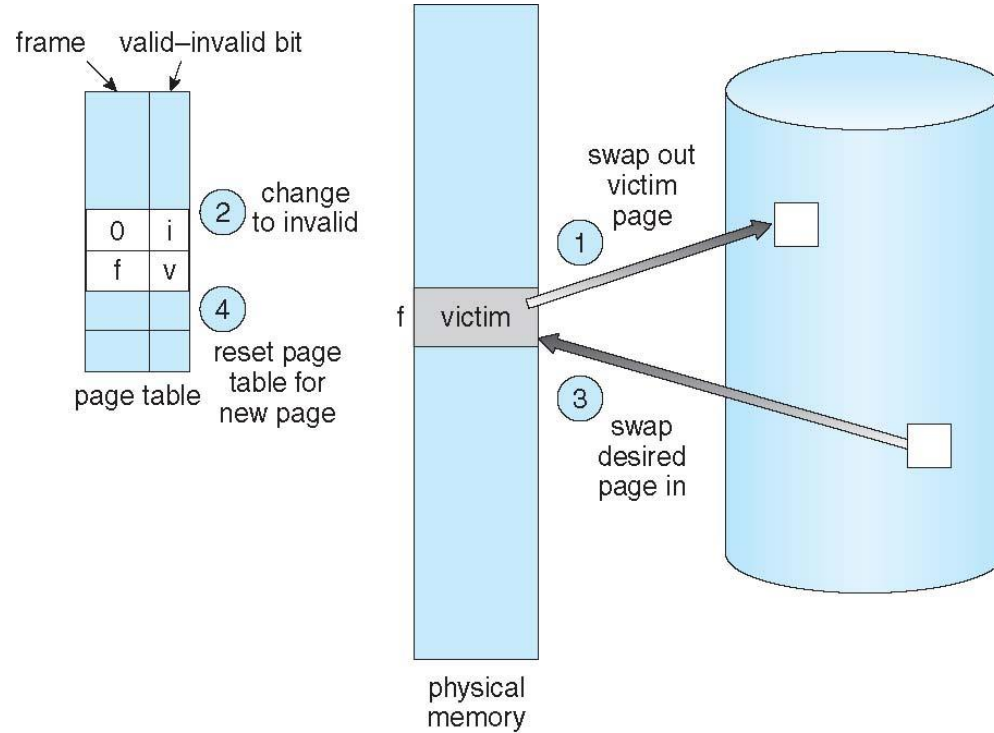 frame
valid–invalid bit
0
i
f
v
2
change
to invalid
4
reset page
table for
new page
page table
f
victim
physical
memory
1
swap out
victim
page
3
swap
desired
page in